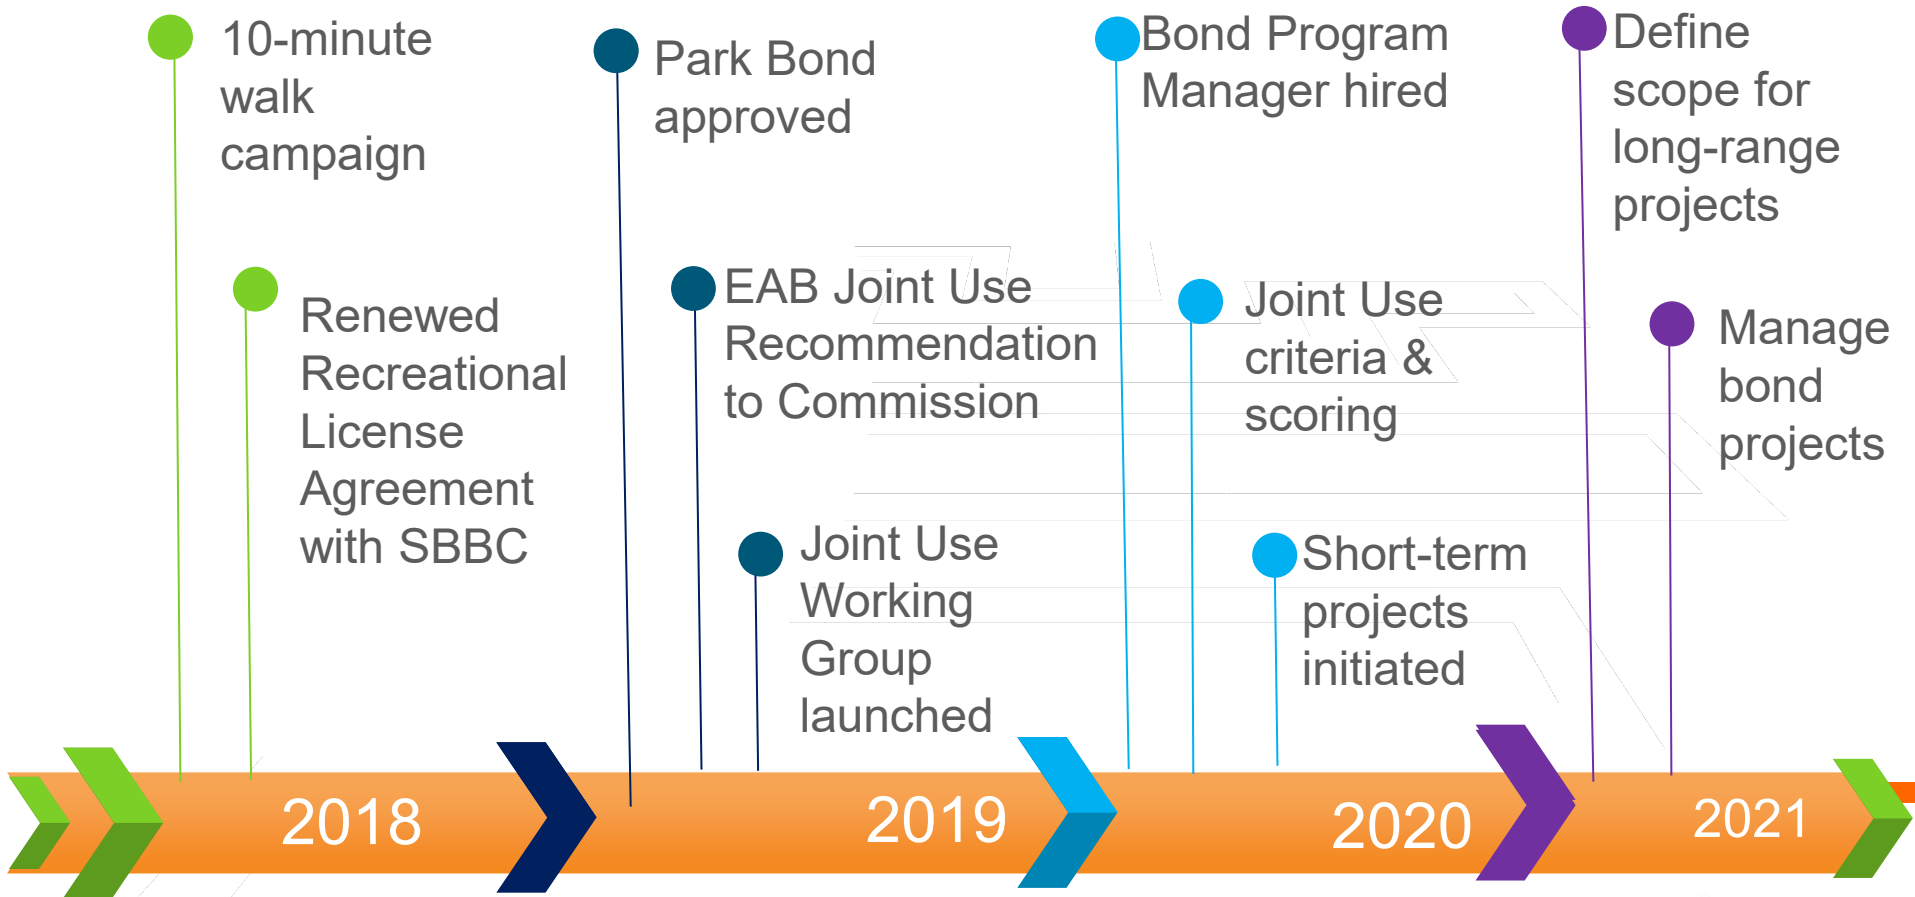 10-minute
walk
campaign
Renewed
Recreational
License
Agreement
with SBBC
Park Bond
approved
EAB Joint Use
Recommendation
to Commission
Joint Use
Working
Group
launched
Bond Program
Manager hired
Joint Use
criteria &
scoring
Short-term
projects
initiated
Define
scope for
long-range
projects
Manage
bond
projects
2018
2019
2020
2021